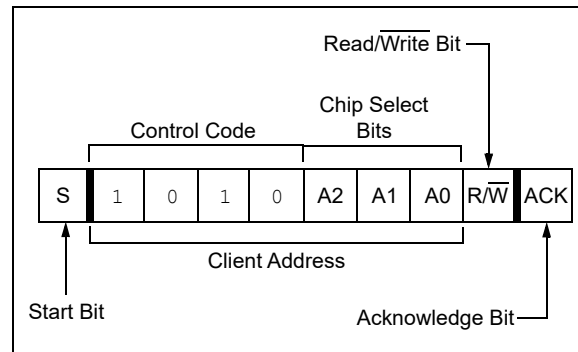 Read/Write Bit
Chip Select
Bits
Control Code
S 1 0 1 0 A2 A1 A0 R/W ACK
Client Address
Start Bit
Acknowledge Bit